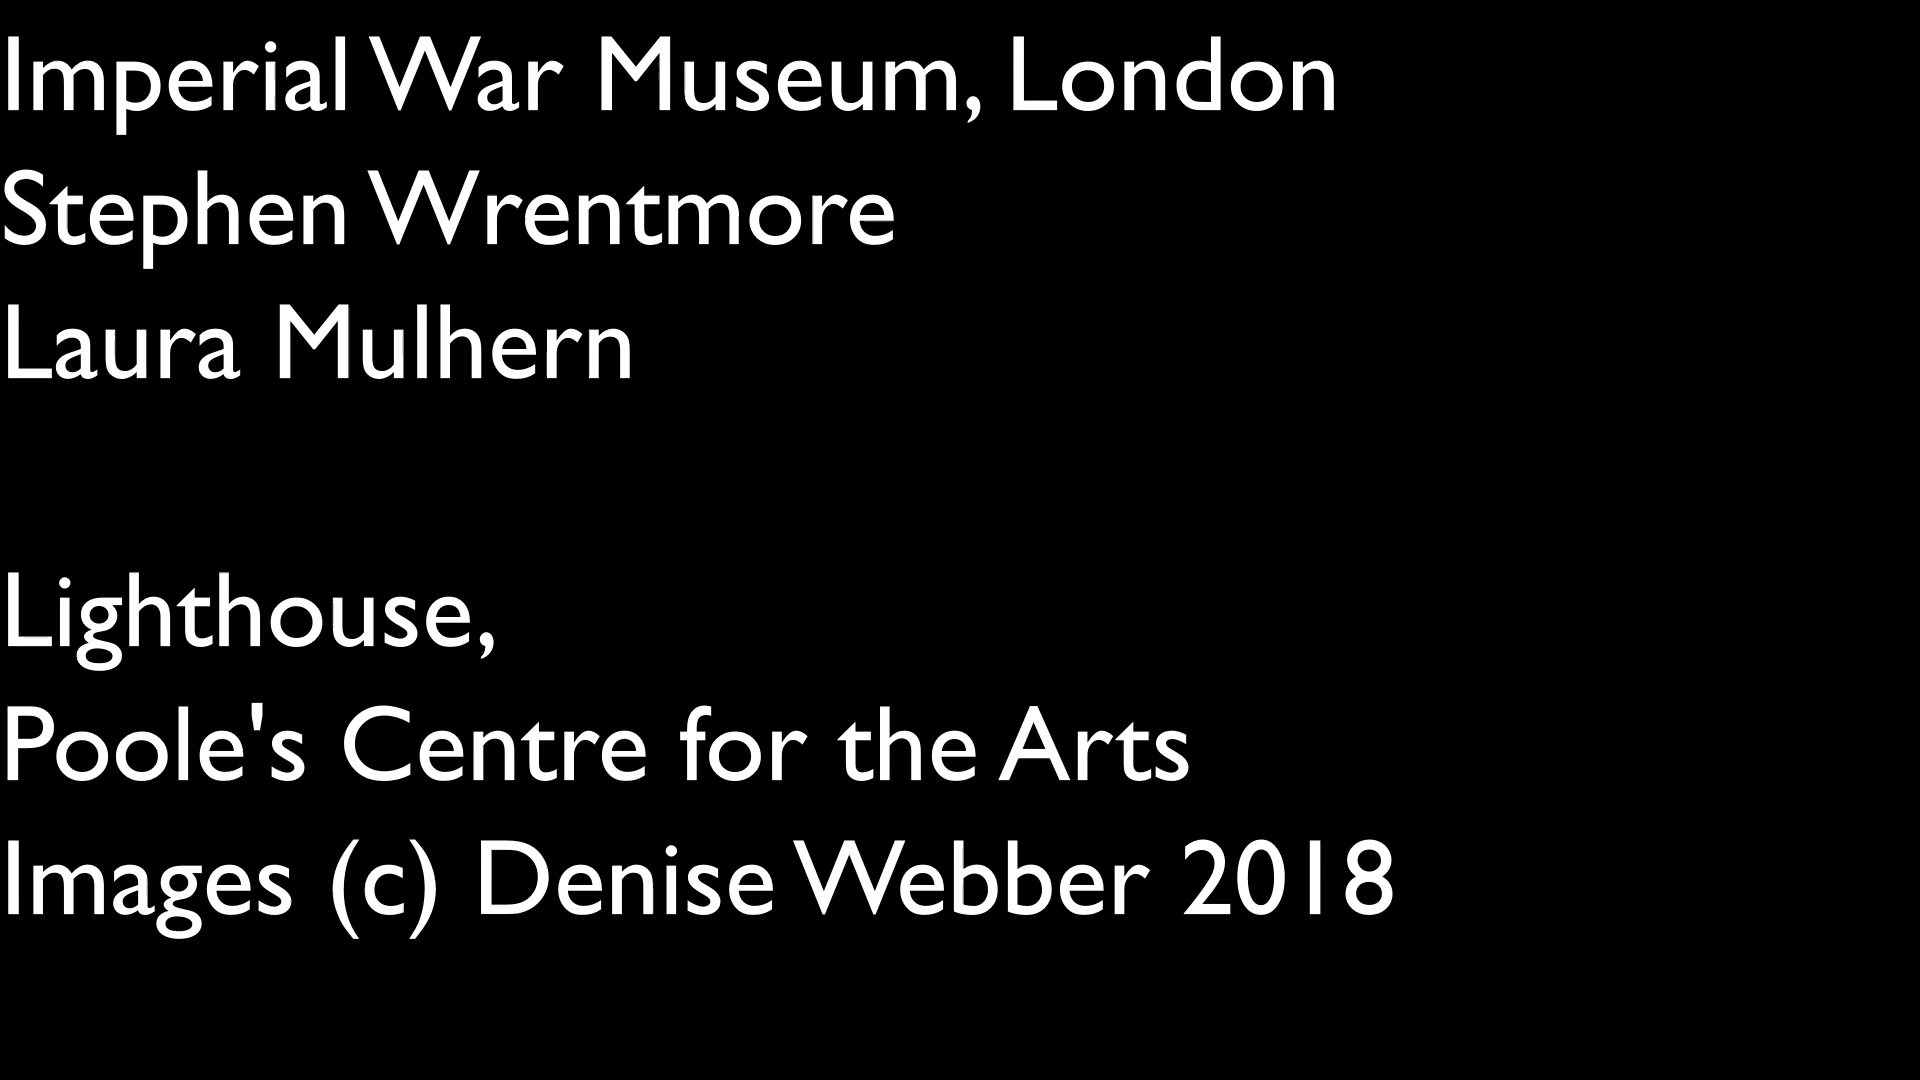 Imperial War Museum, London
Stephen Wrentmore
Laura Mulhern
Lighthouse,
Poole's Centre for the Arts
Images (c) Denise Webber 2018